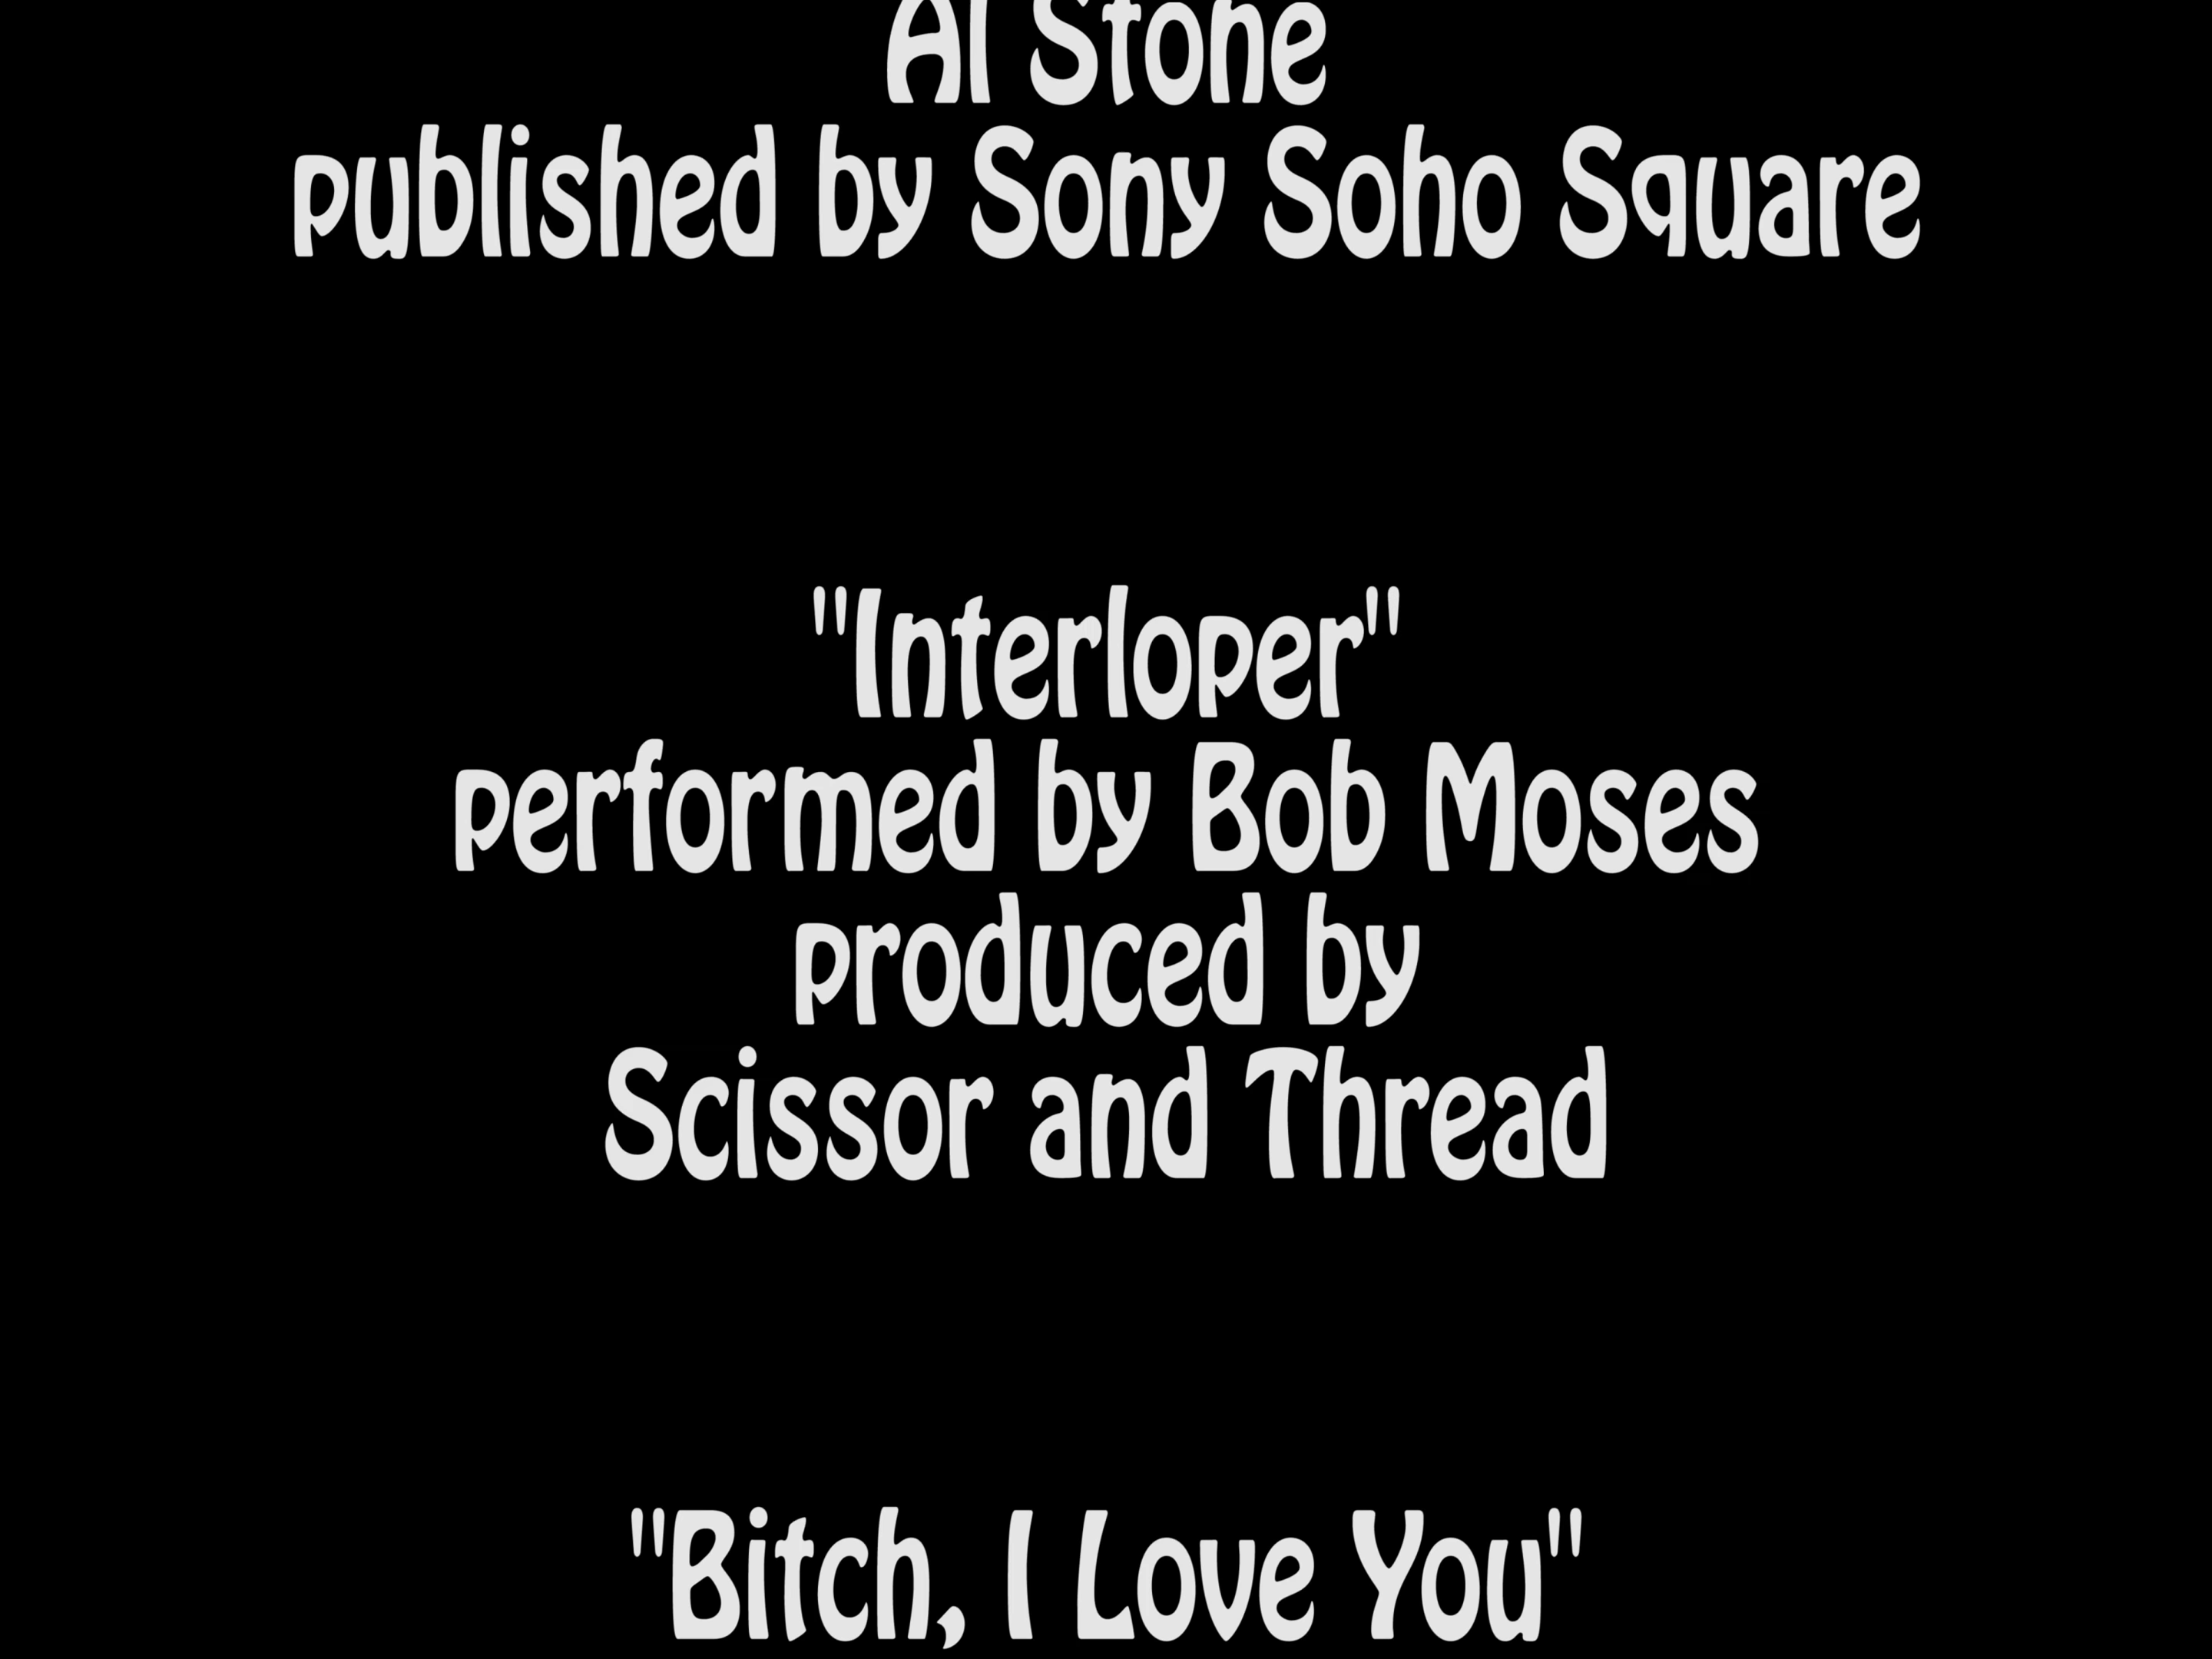 Al Stone
published by Sony Soho Square
"Interloper"
performed by Bob Moses
produced by
Scissor and Thread
"Bitch, I Love You"